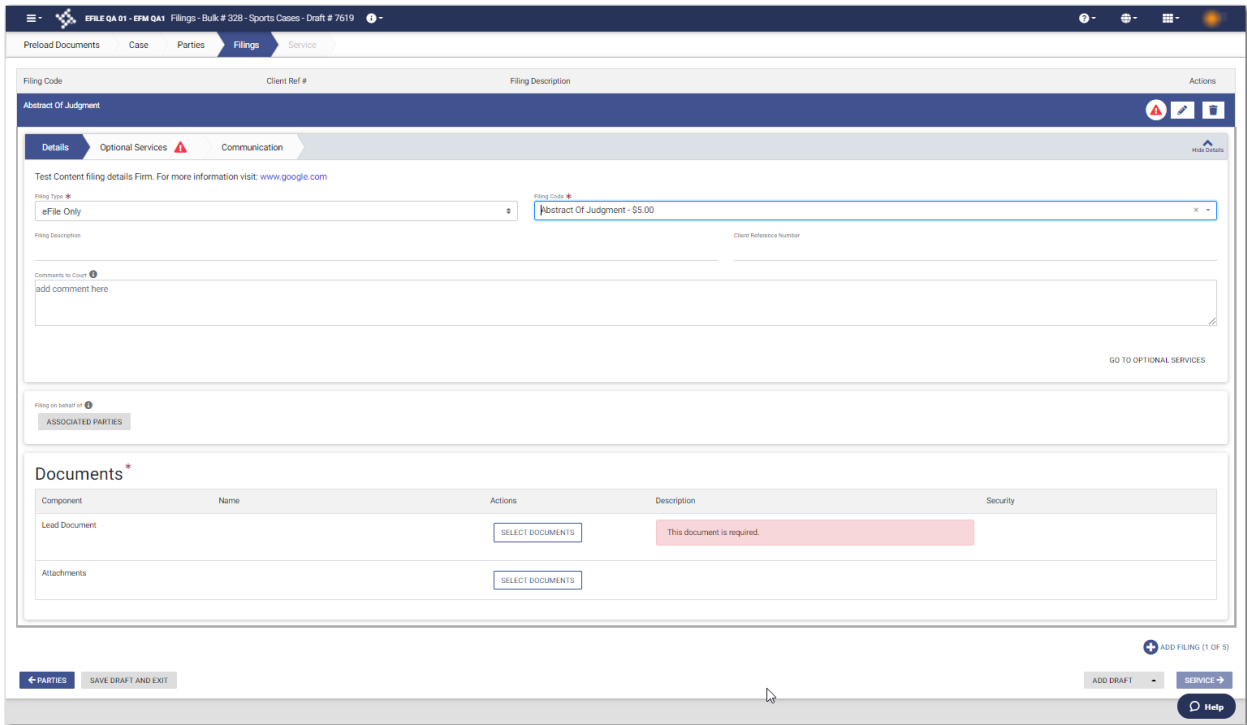 EFILE QA 01 - EFM QA1 Filings - Bulk # 328 - Sports Cases - Draft # 7619
Preload Documents Case Parties Filings Service
Filing Code Client Ref # Filing Description Actions
Abstract Of Judgment
Details Optional Services Communication
Hide Details
Test Content filing details Firm. For more information visit: www.google.com
Filing Type * Filing Code *
eFile Only Abstract Of Judgment - $5.00
Filing Description Client Reference Number
Comments to Court
add comment here
GO TO OPTIONAL SERVICES
Filing on behalf of
ASSOCIATED PARTIES
Documents *
Component Name Actions Description Security
Lead Document SELECT DOCUMENTS This document is required.
Attachments SELECT DOCUMENTS
ADD FILING (1 OF 5)
PARTIES SAVE DRAFT AND EXIT ADD DRAFT SERVICE
Help